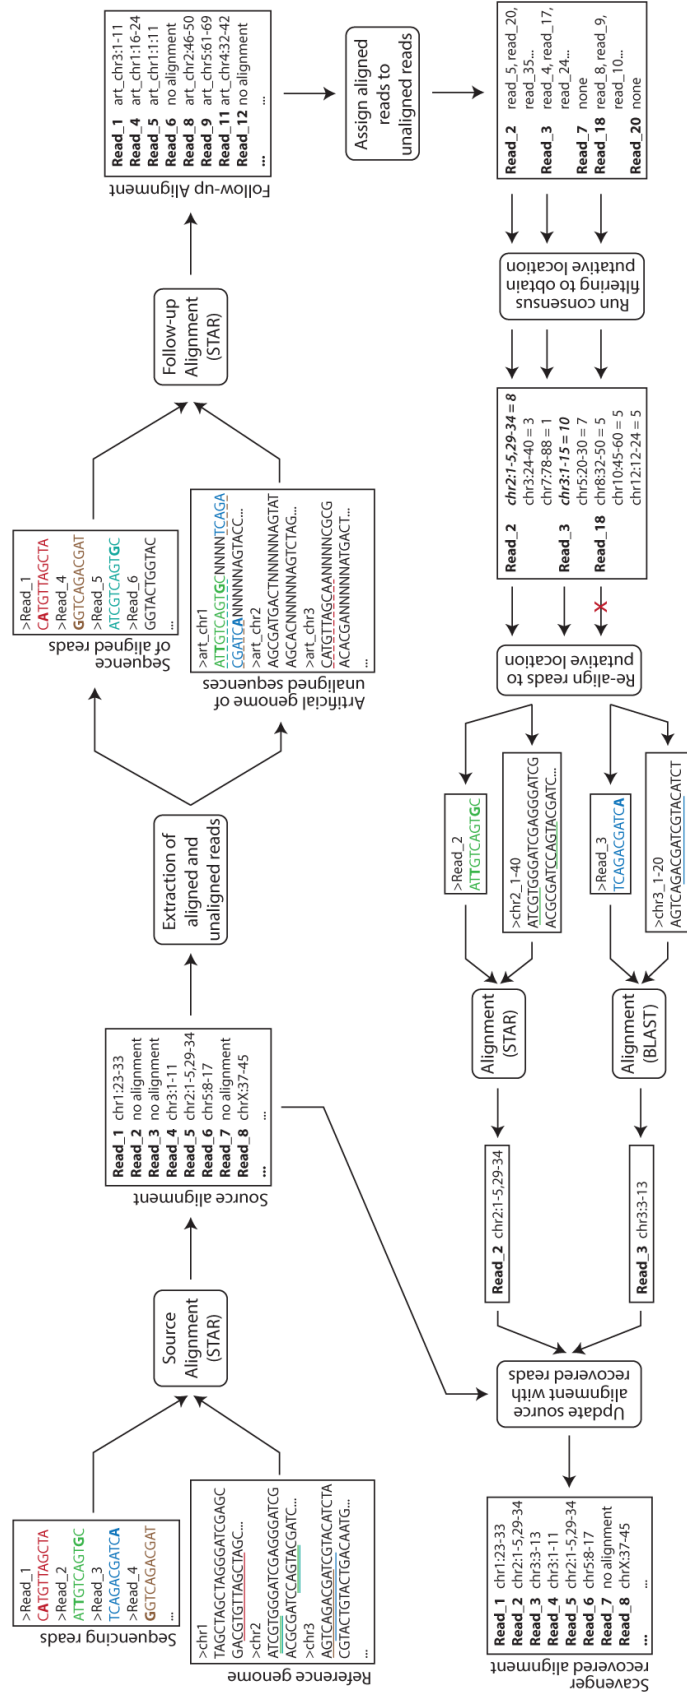 Sequencing reads
>Read_1
CATGTTAGCTA
>Read_2
ATTGTCAGTGC
>Read_3
TCAGACGATCA
>Read_4
GGTCAGACGAT
...
Reference genome
>chr1
TAGCTAGCTAGGGATCGAGC
GACGTGTTAGCTAGC...
>chr2
ATCGTGGGATCGAGGGATCG
ACGCGATCCAGTACGATC...
>chr3
AGTCAGACGATCGTACATCTA
CGTACTGTACTGACAATG...
Source
Alignment
(STAR)
Source alignment
Read_1 chr1:23-33
Read_2 no alignment
Read_3 no alignment
Read_4 chr3:1-11
Read_5 chr2:1-5,29-34
Read_6 chr5:8-17
Read_7 no alignment
Read_8 chrX:37-45
... ...
Extraction of
aligned and
unaligned reads
Sequence
of aligned reads
>Read_1
CATGTTAGCTA
>Read_4
GGTCAGACGAT
>Read_5
ATCGTCAGTGC
>Read_6
GGTACTGGTAC
...
Artificial genome of
unaligned sequences
>art_chr1
ATTGTCAGTGCNNNNTCAGA
CGATCANNNNNAGTACC...
>art_chr2
AGCGATGACTNNNNNAGTAT
AGCACNNNNNAGTCTAG...
>art_chr3
CATGTTAGCAANNNNCGCG
ACACGANNNNNATGACT...
...
Follow-up
Alignment
(STAR)
Follow-up Alignment
Read_1 art_chr3:1-11
Read_4 art_chr1:16-24
Read_5 art_chr1:1:11
Read_6 no alignment
Read_8 art_chr2:46-50
Read_9 art_chr5:61-69
Read_11 art_chr4:32-42
Read_12 no alignment
... ...
Assign aligned
reads to
unaligned reads
Read_2 read_5, read_20,
read_35...
Read_3 read_4, read_17,
read_24...
Read_7 none
Read_18 read_8, read_9,
read_10...
Read_20 none
Run consensus
filtering to obtain
putative location
Read_2 chr2:1-5,29-34 = 8
chr3:24-40 = 3
chr7:78-88 = 1
Read_3 chr3:1-15 = 10
chr5:20-30 = 7
Read_18 chr8:32-50 = 5
chr10:45-60 = 5
chr12:12-24 = 5
X
Re-align reads to
putative location
>Read_2
ATTGTCAGTGC
>chr2_1-40
ATCGTGGGATCGAGGGATCG
ACGCGATCCAGTACGATC...
>Read_3
TCAGACGATCA
>chr3_1-20
AGTCAGACGATCGTACATCT
Alignment
(STAR)
Alignment
(BLAST)
Read_2 chr2:1-5,29-34
Read_3 chr3:3-13
Update source
alignment with
recovered reads
Scavenger
recovered alignment
Read_1 chr1:23-33
Read_2 chr2:1-5,29-34
Read_3 chr3:3-13
Read_4 chr3:1-11
Read_5 chr2:1-5,29-34
Read_6 chr5:8-17
Read_7 no alignment
Read_8 chrX:37-45
... ...